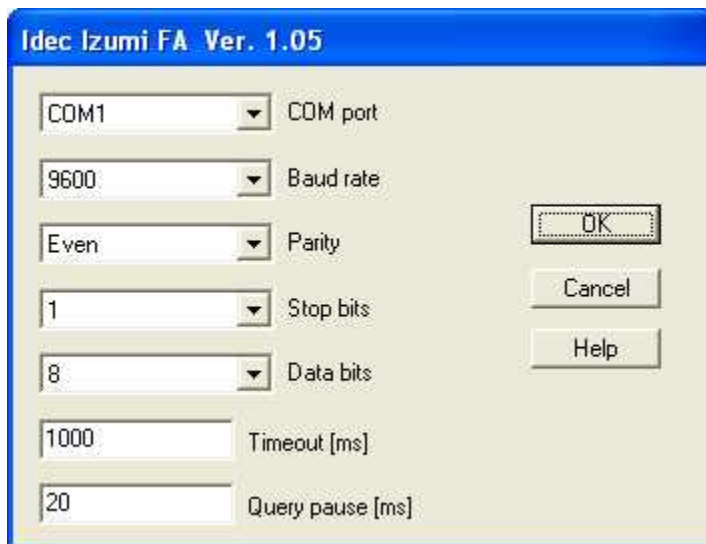 Idec Izumi FA Ver. 1.05
COM1 COM port
9600 Baud rate
Even Parity
1 Stop bits
8 Data bits
1000 Timeout [ms]
20 Query pause [ms]
OK
Cancel
Help